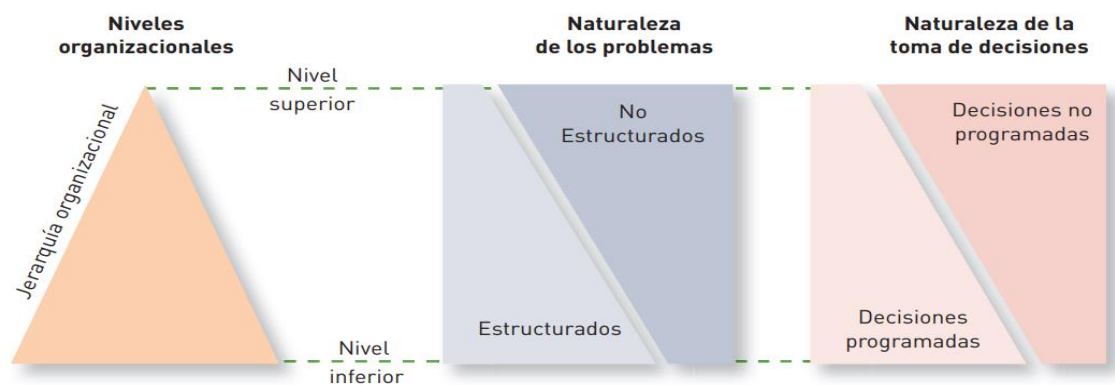 Niveles
organizacionales
Naturaleza
de los problemas
Naturaleza de la
toma de decisiones
Nivel
superior
Jerarquía organizacional
No
Estructurados
Decisiones no
programadas
Estructurados
Decisiones
programadas
Nivel
inferior